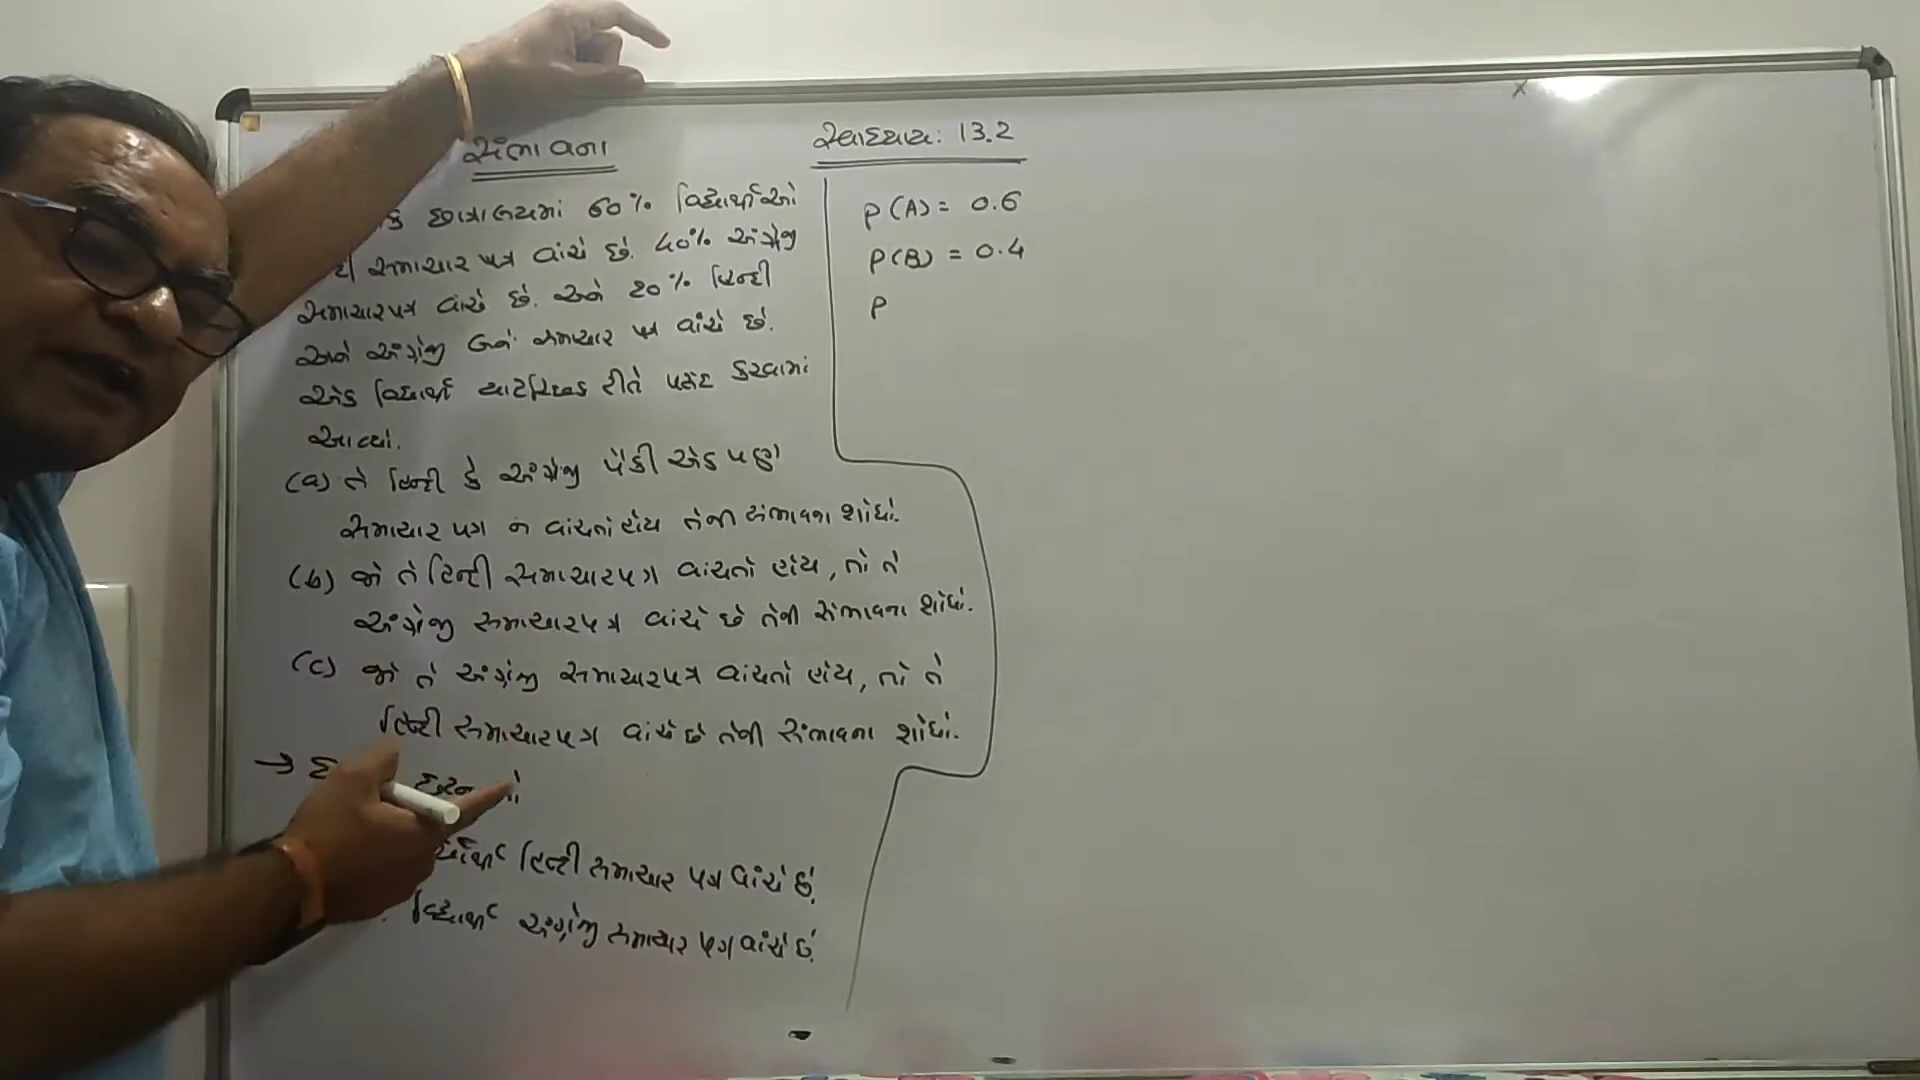 સંભાવના
સ્વાધ્યાય: 13.2
છાત્રાલયમાં 60% વિદ્યાર્થીઓ
સમાચાર પત્ર વાંચે છે. 40% અંગ્રેજી
સમાચારપત્ર વાંચે છે. અને 20% હિન્દી
અને અંગ્રેજી બંને સમાચાર પત્ર વાંચે છે.
એક વિદ્યાર્થી યાદચ્છિક રીતે પસંદ કરવામાં
આવ્યો.
(a) તે હિન્દી કે અંગ્રેજી પૈકી એક પણ
સમાચાર પત્ર ન વાંચતો હોય તેની સંભાવના શોધો.
(b) જો તે હિન્દી સમાચારપત્ર વાંચતો હોય, તો તે
અંગ્રેજી સમાચારપત્ર વાંચે છે તેની સંભાવના શોધો.
(c) જો તે અંગ્રેજી સમાચારપત્ર વાંચતો હોય, તો તે
હિન્દી સમાચારપત્ર વાંચે છે તેની સંભાવના શોધો.
→
હિન્દી સમાચાર પત્ર વાંચે છે.
વિદ્યાર્થી અંગ્રેજી સમાચાર પત્ર વાંચે છે.
P(A) = 0.6
P(B) = 0.4
P